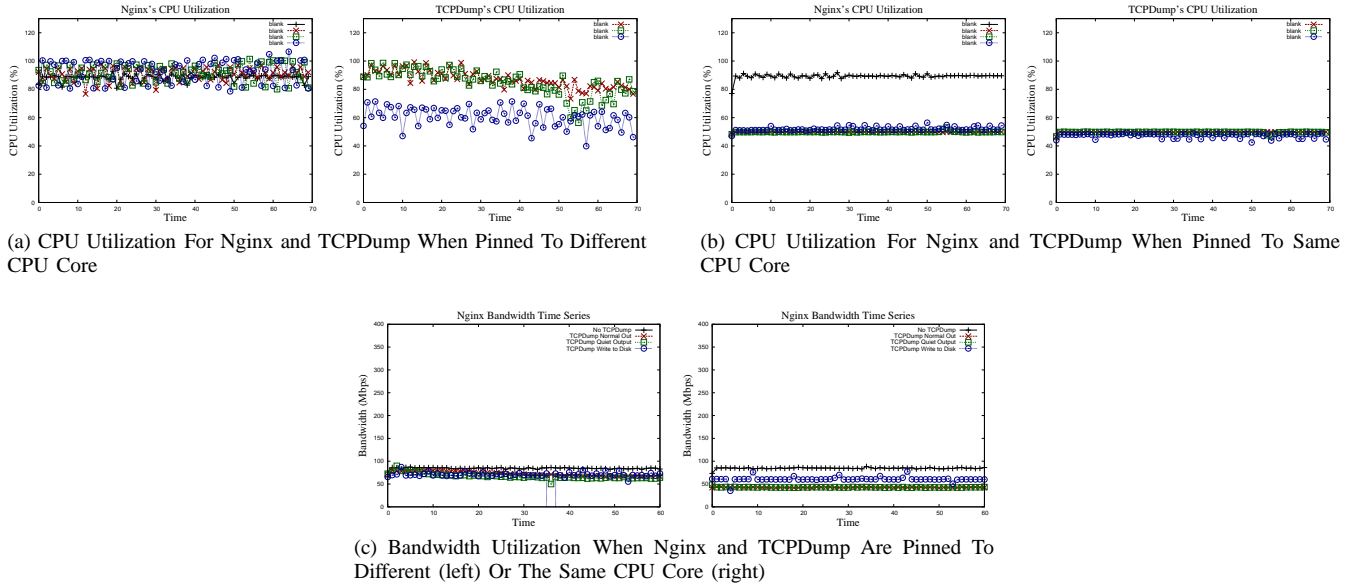 Nginx's CPU Utilization
CPU Utilization (%)
120
100
80
60
40
20
0
0 10 20 30 40 50 60 70
Time
blank
blank
blank
blank
TCPDump's CPU Utilization
CPU Utilization (%)
120
100
80
60
40
20
0
0 10 20 30 40 50 60 70
Time
blank
blank
blank
blank
(a) CPU Utilization For Nginx and TCPDump When Pinned To Different
CPU Core
Nginx's CPU Utilization
CPU Utilization (%)
120
100
80
60
40
20
0
0 10 20 30 40 50 60 70
Time
blank
blank
blank
blank
TCPDump's CPU Utilization
CPU Utilization (%)
120
100
80
60
40
20
0
0 10 20 30 40 50 60 70
Time
blank
blank
blank
blank
(b) CPU Utilization For Nginx and TCPDump When Pinned To Same
CPU Core
Nginx Bandwidth Time Series
Bandwidth (Mbps)
400
350
300
250
200
150
100
50
0
0 10 20 30 40 50 60
Time
No TCPDump
TCPDump Normal Out
TCPDump Quiet Output
TCPDump Write to Disk
Nginx Bandwidth Time Series
Bandwidth (Mbps)
400
350
300
250
200
150
100
50
0
0 10 20 30 40 50 60
Time
No TCPDump
TCPDump Normal Out
TCPDump Quiet Output
TCPDump Write to Disk
(c) Bandwidth Utilization When Nginx and TCPDump Are Pinned To
Different (left) Or The Same CPU Core (right)